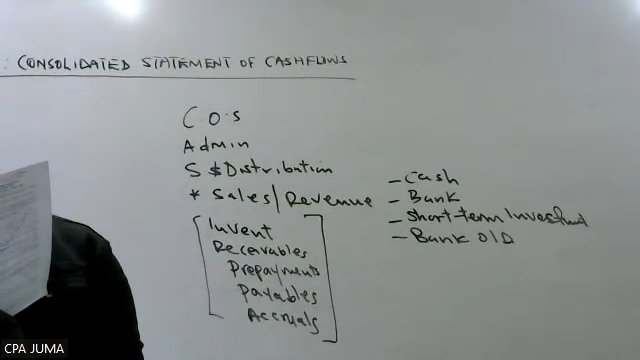 : CONSOLIDATED STATEMENT OF CASHFLOWS
C.O.S
Admin
S $ Distribution
* Sales/Revenue
Invent
Receivables
Prepayments
Payables
Accruals
- Cash
- Bank
- Short-term Investment
- Bank O/D
CPA JUMA